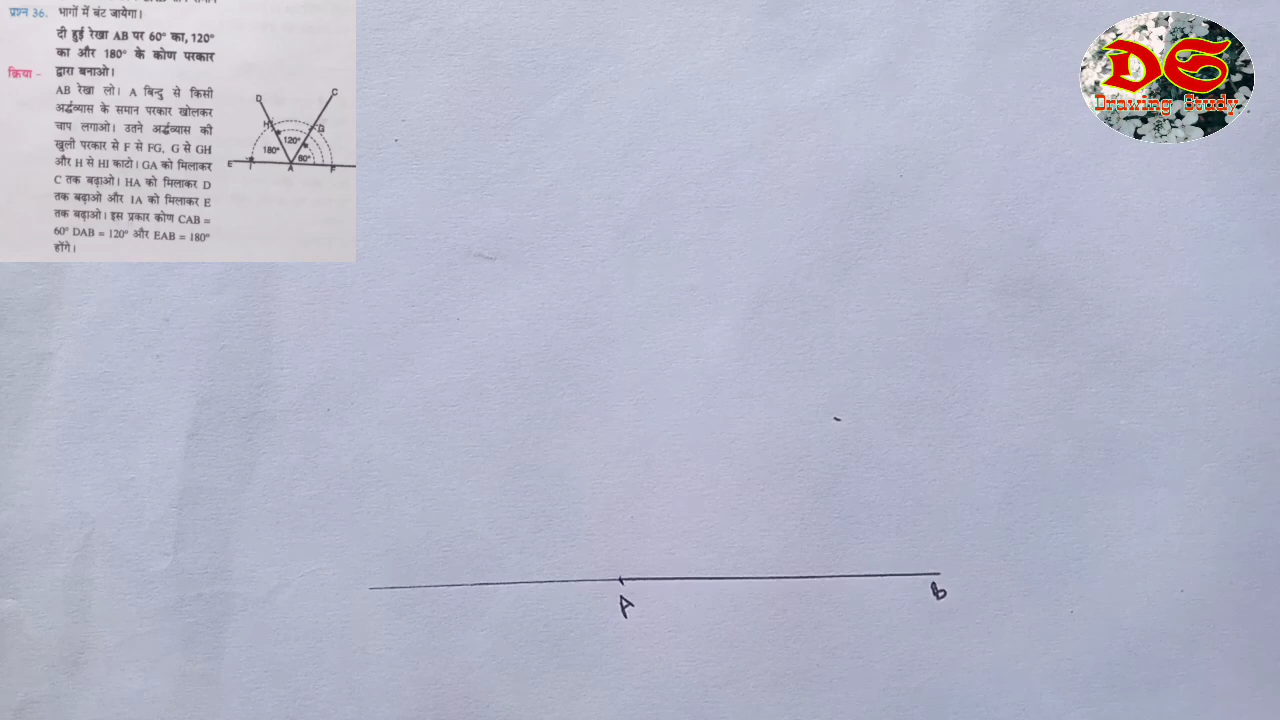 प्रश्न 36. भागों में बंट जायेगा।
दी हुई रेखा AB पर 60° का, 120°
का और 180° के कोण परकार
द्वारा बनाओ।
क्रिया -
AB रेखा लो। A बिन्दु से किसी
अर्द्धव्यास के समान परकार खोलकर
चाप लगाओ। उतने अर्द्धव्यास की
खुली परकार से F से FG, G से GH
और H से HI काटो। GA को मिलाकर
C तक बढ़ाओ। HA को मिलाकर D
तक बढ़ाओ और IA को मिलाकर E
तक बढ़ाओ। इस प्रकार कोण CAB =
60° DAB = 120° और EAB = 180°
होंगे।
D C
H G
120°
180° 60°
E I A F
DS
Drawing Study
A B